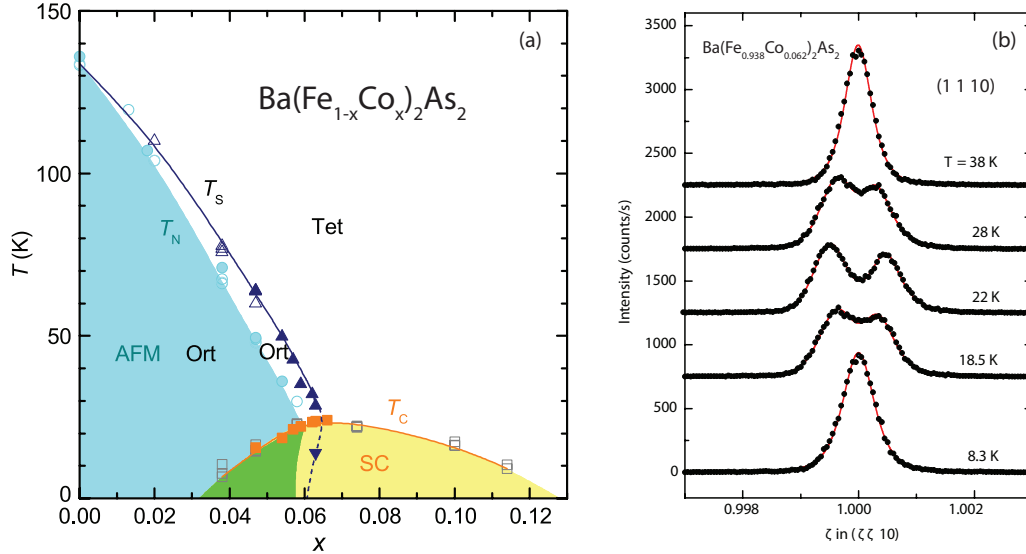 (a)
Ba(Fe1-xCox)2As2
TS
TN
Tet
AFM
Ort
Ort
TC
SC
T (K)
150
100
50
0
0.00
0.02
0.04
0.06
0.08
0.10
0.12
x
(b)
Ba(Fe0.938Co0.062)2As2
(1 1 10)
T = 38 K
28 K
22 K
18.5 K
8.3 K
Intensity (counts/s)
3500
3000
2500
2000
1500
1000
500
0
0.998
1.000
1.002
ζ in (ζ ζ 10)